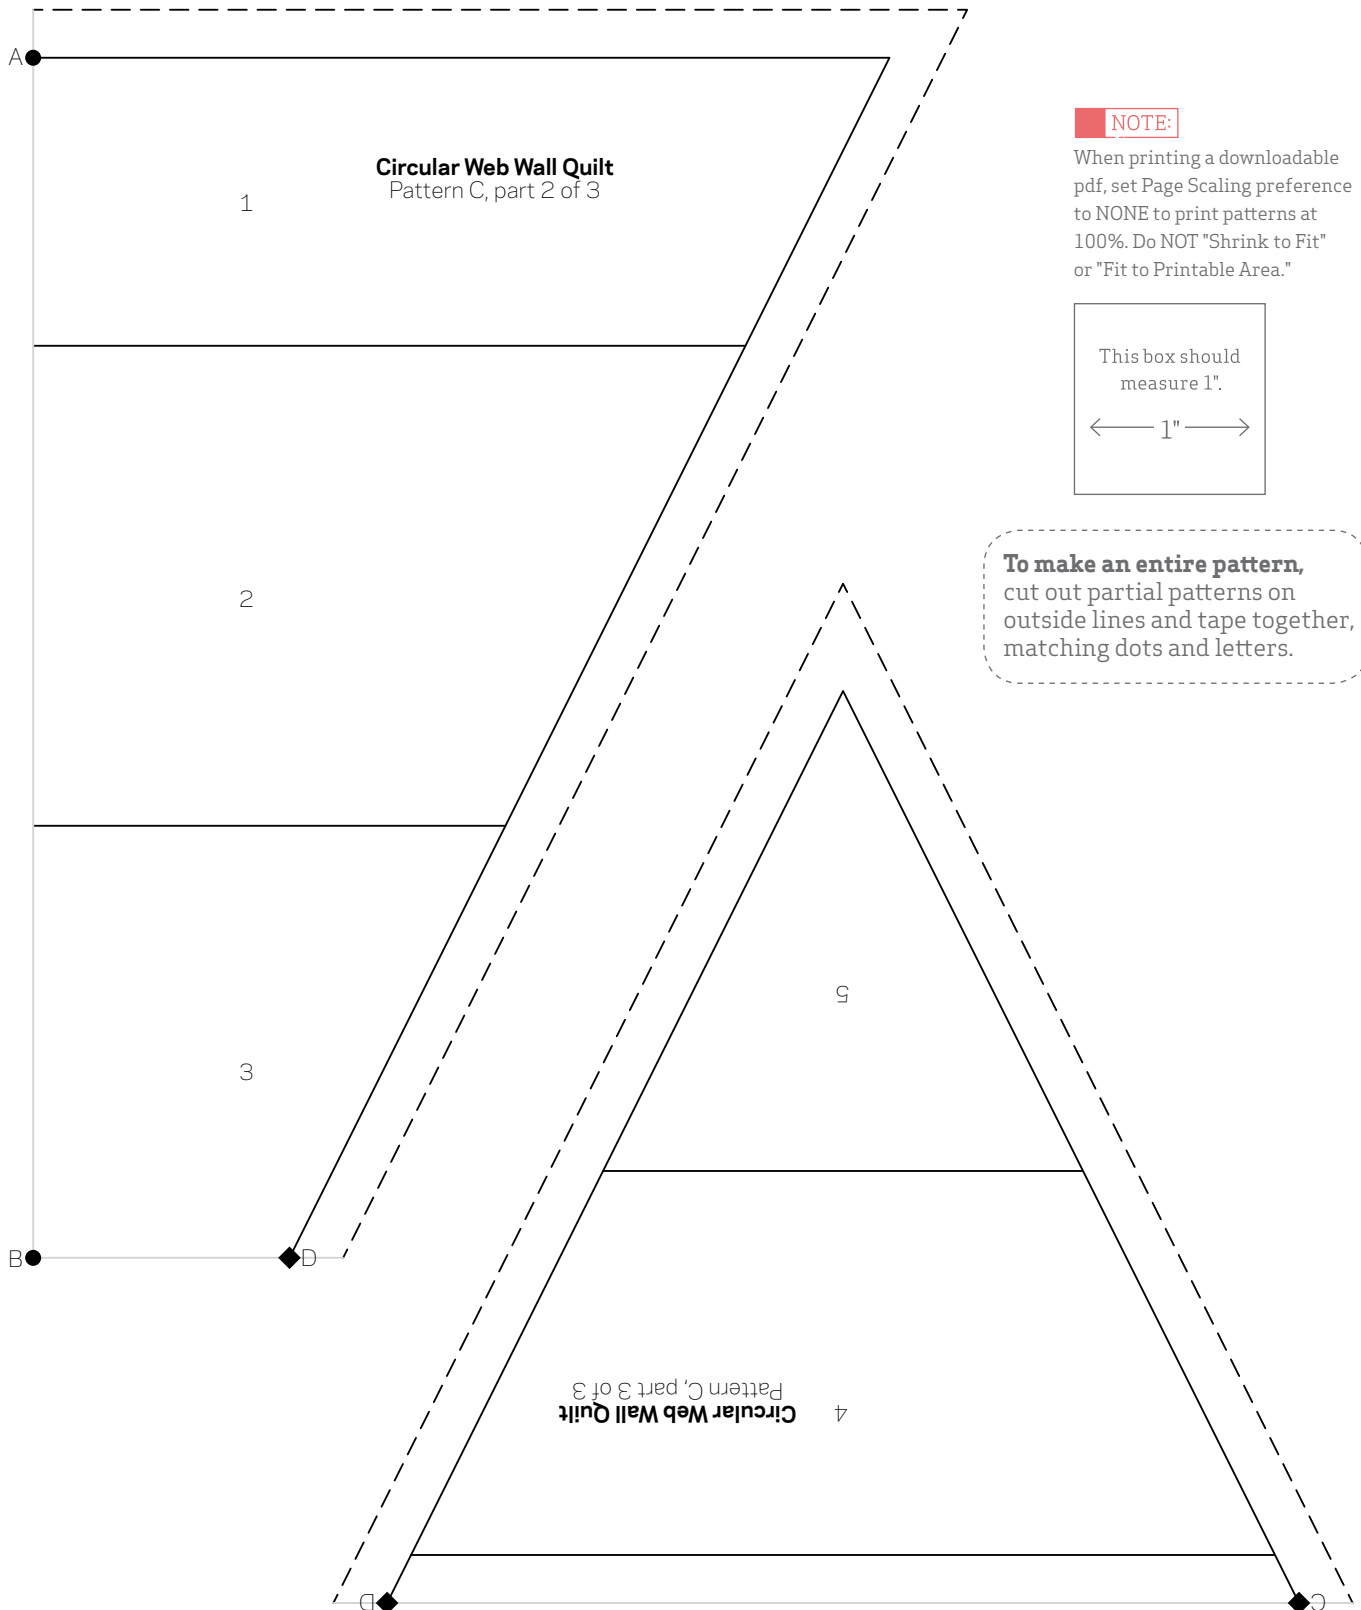 A
Circular Web Wall Quilt
Pattern C, part 2 of 3
1
2
3
B
D
NOTE:
When printing a downloadable
pdf, set Page Scaling preference
to NONE to print patterns at
100%. Do NOT "Shrink to Fit"
or "Fit to Printable Area."
This box should
measure 1".
1"
To make an entire pattern,
cut out partial patterns on
outside lines and tape together,
matching dots and letters.
5
4
Circular Web Wall Quilt
Pattern C, part 3 of 3
D
C